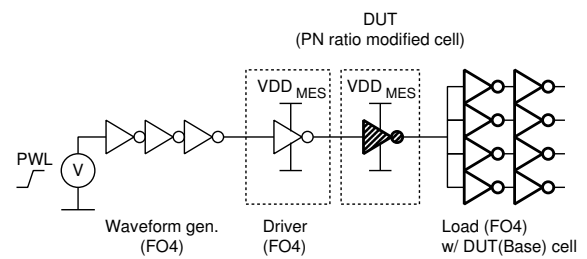 DUT
(PN ratio modified cell)
VDD MES
VDD MES
PWL
V
Waveform gen.
(FO4)
Driver
(FO4)
Load (FO4)
w/ DUT(Base) cell